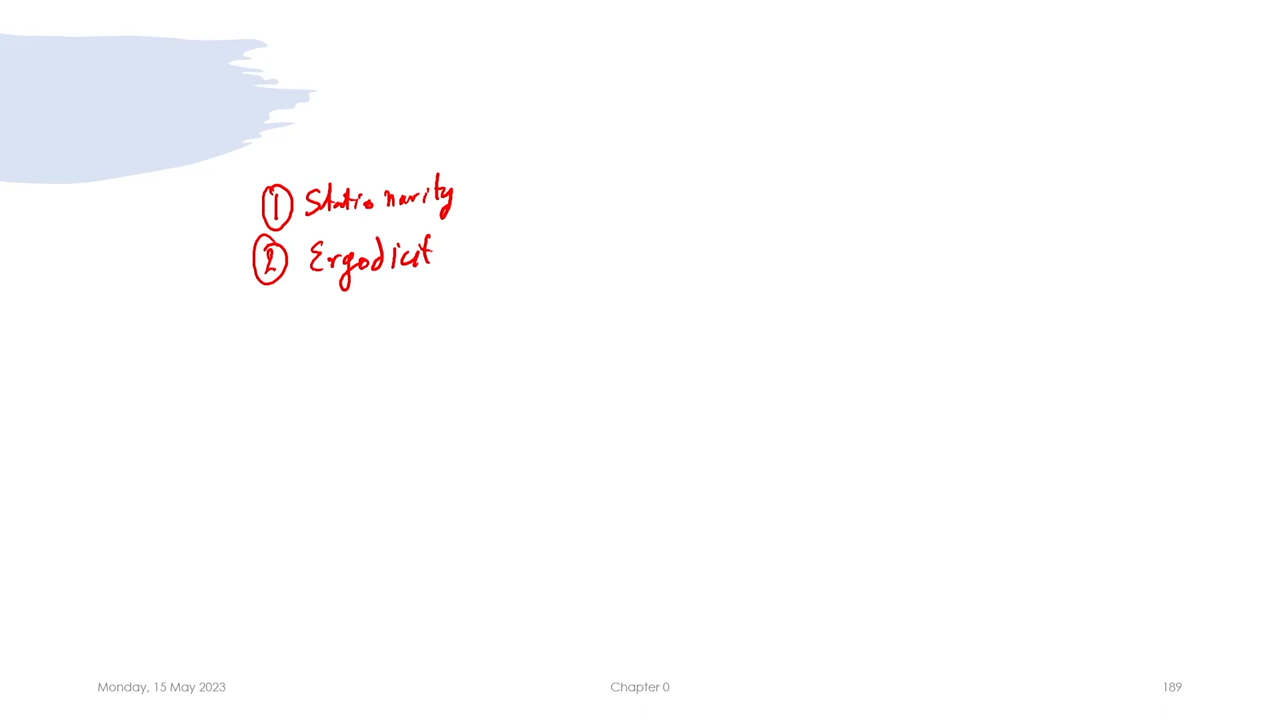 ① Stationarity
② Ergodicit
Monday, 15 May 2023 Chapter 0 189